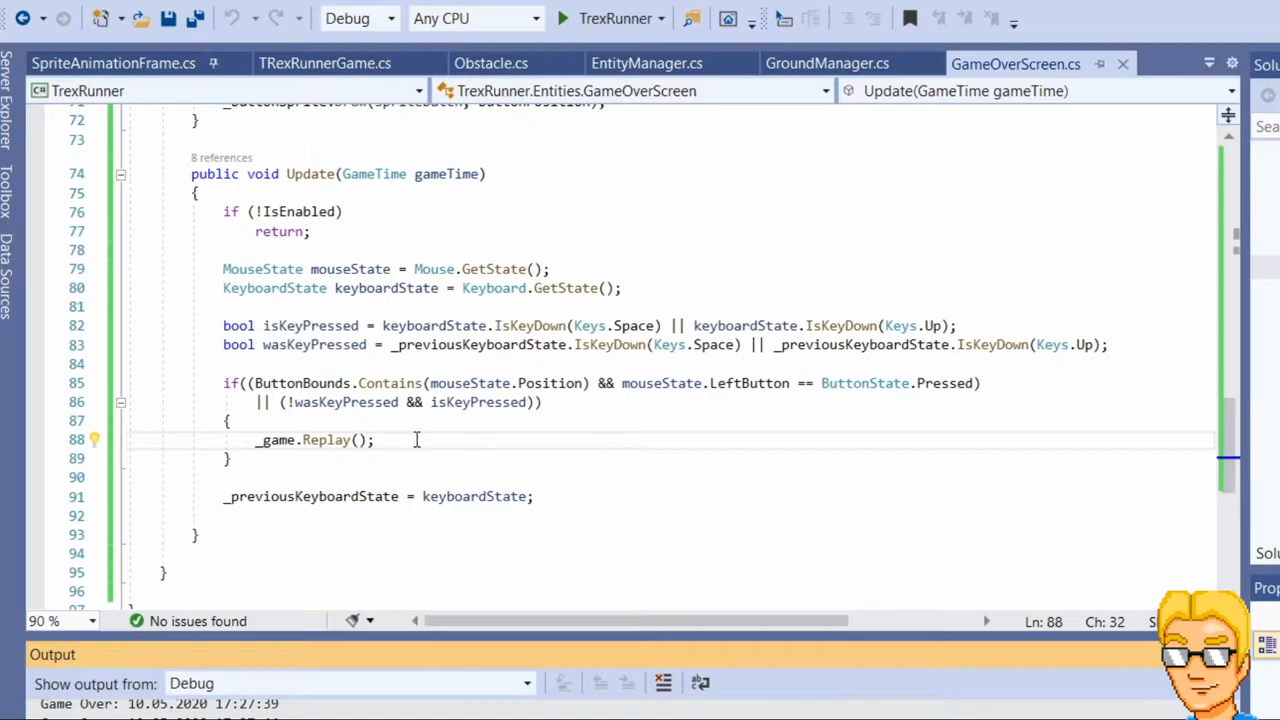 Debug
Any CPU
TrexRunner
Server Explorer
Toolbox
Data Sources
SpriteAnimationFrame.cs
TRexRunnerGame.cs
Obstacle.cs
EntityManager.cs
GroundManager.cs
GameOverScreen.cs
Solu
TrexRunner
TrexRunner.Entities.GameOverScreen
Update(GameTime gameTime)
Sea
72 }
73
8 references
74 public void Update(GameTime gameTime)
75 {
76 if (!IsEnabled)
77 return;
78
79 MouseState mouseState = Mouse.GetState();
80 KeyboardState keyboardState = Keyboard.GetState();
81
82 bool isKeyPressed = keyboardState.IsKeyDown(Keys.Space) || keyboardState.IsKeyDown(Keys.Up);
83 bool wasKeyPressed = _previousKeyboardState.IsKeyDown(Keys.Space) || _previousKeyboardState.IsKeyDown(Keys.Up);
84
85 if((ButtonBounds.Contains(mouseState.Position) && mouseState.LeftButton == ButtonState.Pressed)
86 || (!wasKeyPressed && isKeyPressed))
87 {
88 _game.Replay();
89 }
90
91 _previousKeyboardState = keyboardState;
92
93 }
94
95 }
96
Solu
90 %
No issues found
Ln: 88
Ch: 32
Prop
Output
Show output from:
Debug
Game Over: 10.05.2020 17:27:39